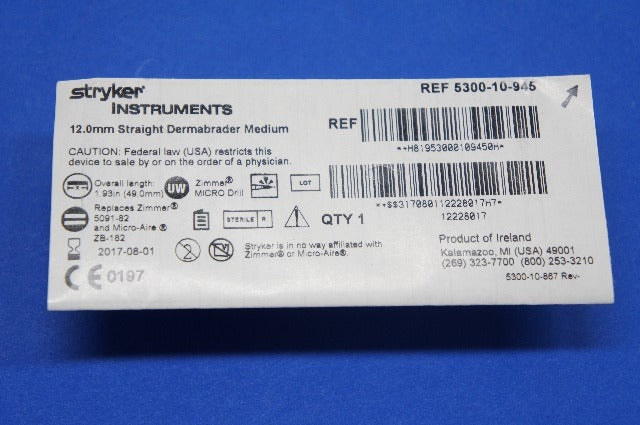 stryker®
INSTRUMENTS
REF 5300-10-945
12.0mm Straight Dermabrader Medium
REF
**H81953000109450H*
CAUTION: Federal law (USA) restricts this
device to sale by or on the order of a physician.
Overall length:
1.93in (49.0mm)
UW
Zimmer®
MICRO Drill
LOT
**$$317080112228017H7*
12228017
Replaces Zimmer®
5091-82
and Micro-Aire®
ZB-182
STERILE R
QTY 1
2017-08-01
2
Stryker is in no way affiliated with
Zimmer® or Micro-Aire®.
CE 0197
Product of Ireland
Kalamazoo, MI (USA) 49001
(269) 323-7700 (800) 253-3210
5300-10-867 Rev-